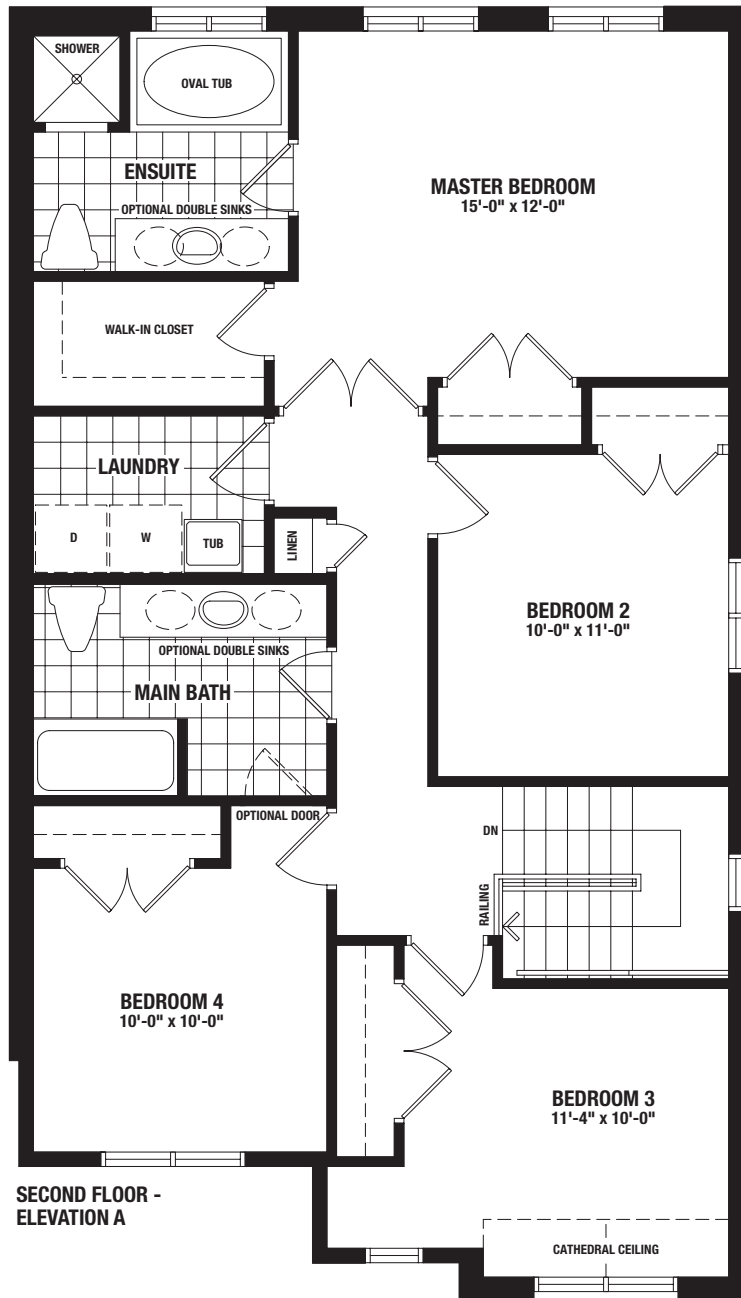 SHOWER
OVAL TUB
ENSUITE
OPTIONAL DOUBLE SINKS
MASTER BEDROOM
15'-0" x 12'-0"
WALK-IN CLOSET
LAUNDRY
D
W
TUB
LINEN
BEDROOM 2
10'-0" x 11'-0"
OPTIONAL DOUBLE SINKS
MAIN BATH
OPTIONAL DOOR
DN
RAILING
BEDROOM 4
10'-0" x 10'-0"
BEDROOM 3
11'-4" x 10'-0"
SECOND FLOOR -
ELEVATION A
CATHEDRAL CEILING